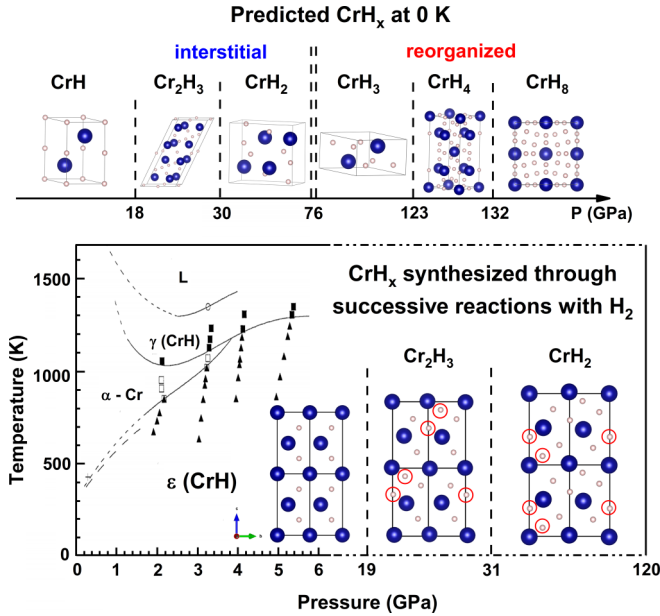 Predicted CrHx at 0 K
interstitial
reorganized
CrH
Cr2H3
CrH2
CrH3
CrH4
CrH8
18
30
76
123
132
P (GPa)
1500
1000
500
0
Temperature (K)
L
γ (CrH)
α - Cr
ε (CrH)
CrHx synthesized through
successive reactions with H2
Cr2H3
CrH2
0
1
2
3
4
5
6
19
31
120
Pressure (GPa)